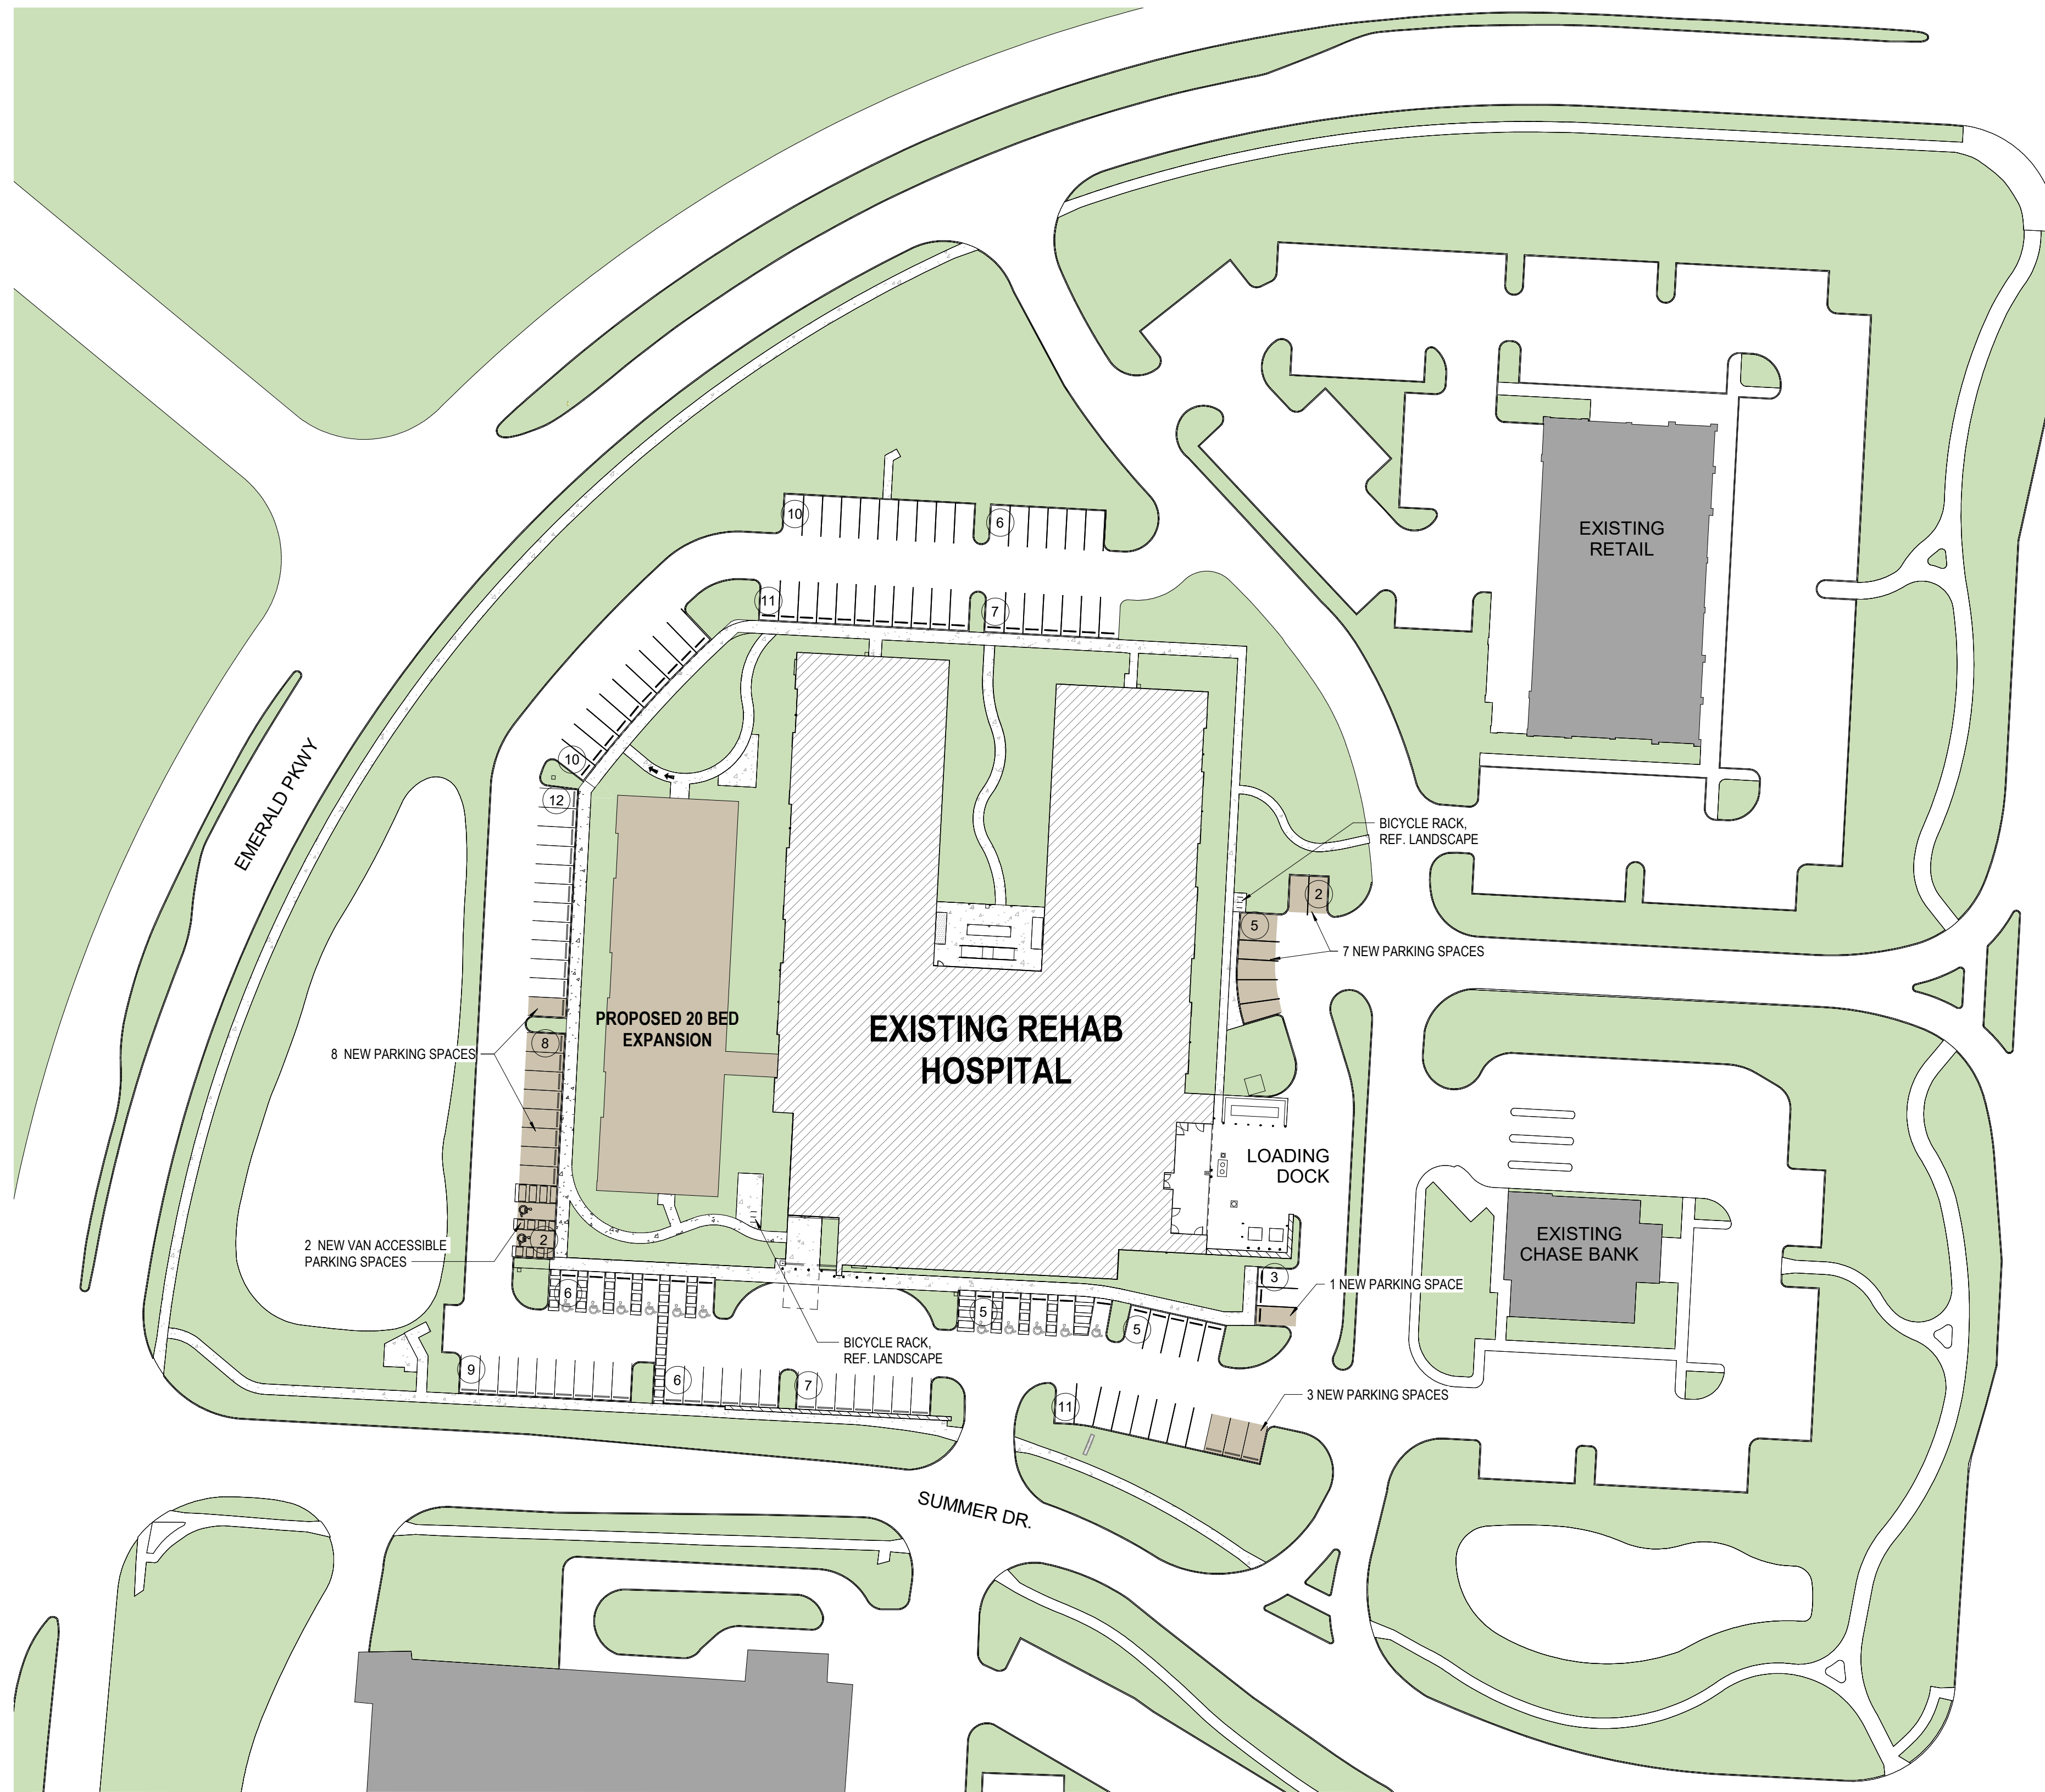 10
6
EXISTING
RETAIL
11
7
10
12
EMERALD PKWY
BICYCLE RACK,
REF. LANDSCAPE
2
5
7 NEW PARKING SPACES
PROPOSED 20 BED
EXPANSION
EXISTING REHAB
HOSPITAL
8
8 NEW PARKING SPACES
LOADING
DOCK
2
2 NEW VAN ACCESSIBLE
PARKING SPACES
EXISTING
CHASE BANK
3
1 NEW PARKING SPACE
6
5
5
BICYCLE RACK,
REF. LANDSCAPE
9
6
7
11
3 NEW PARKING SPACES
SUMMER DR.